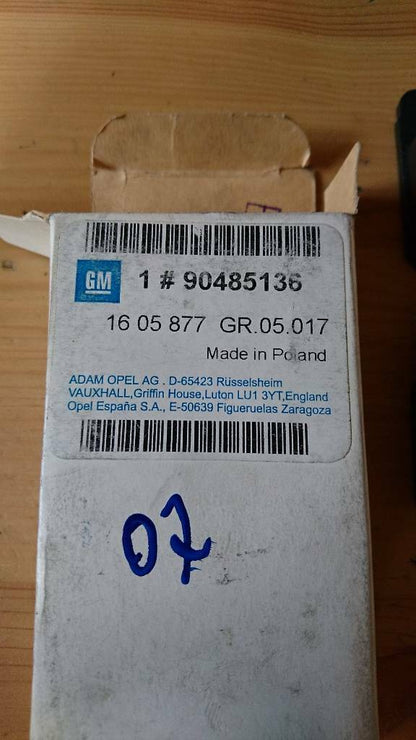 GM 1 # 90485136
16 05 877 GR.05.017
Made in Poland
ADAM OPEL AG . D-65423 Rüsselsheim
VAUXHALL,Griffin House,Luton LU1 3YT,England
Opel España S.A., E-50639 Figueruelas Zaragoza
07